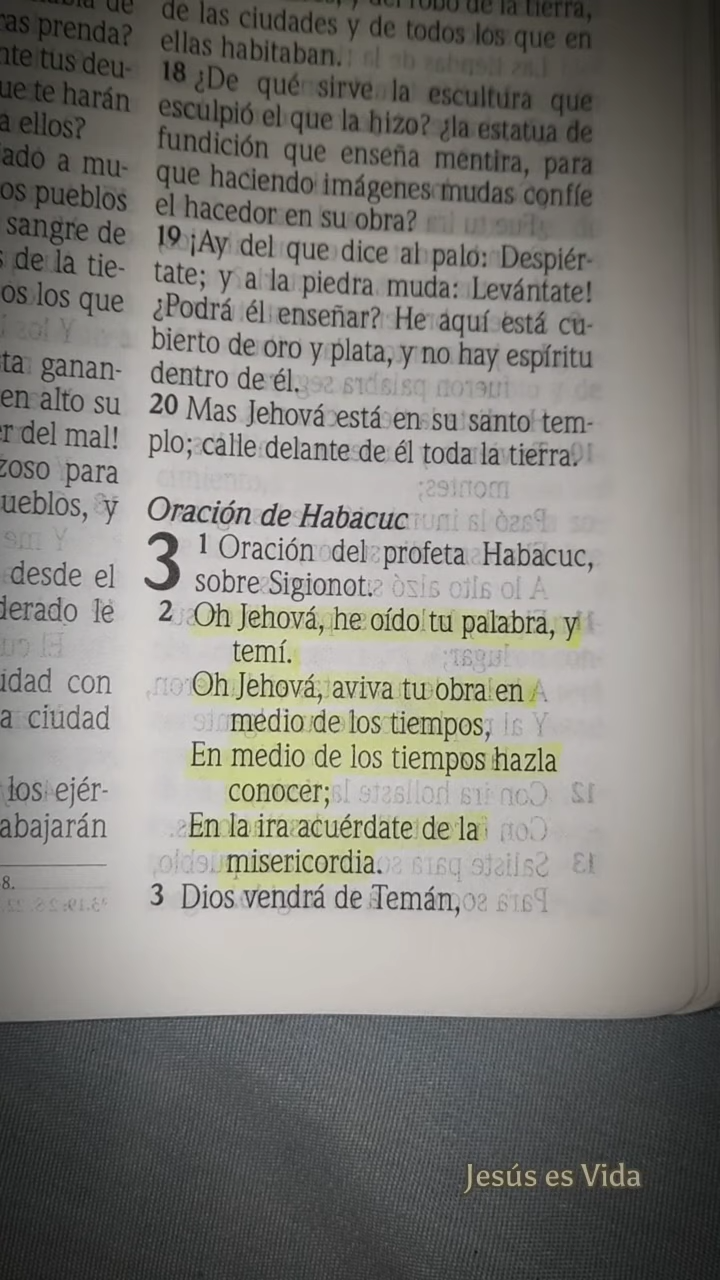 as prenda?
nte tus deu-
ue te harán
a ellos?
ado a mu-
os pueblos
sangre de
de la tie-
os los que
ta ganan-
en alto su
r del mal!
zoso para
ueblos, y
desde el
derado le
idad con
a ciudad
los ejér-
abajarán
8.
de las ciudades y de todos los que en
ellas habitaban.
18 ¿De qué sirve la escultura que
esculpió el que la hizo? ¿la estatua de
fundición que enseña mentira, para
que haciendo imágenes mudas confíe
el hacedor en su obra?
19 ¡Ay del que dice al palo: Despiér-
tate; y a la piedra muda: Levántate!
¿Podrá él enseñar? He aquí está cu-
bierto de oro y plata, y no hay espíritu
dentro de él.
20 Mas Jehová está en su santo tem-
plo; calle delante de él toda la tierra.
Oración de Habacuc
3 1 Oración del profeta Habacuc,
sobre Sigionot.
2 Oh Jehová, he oído tu palabra, y
temí.
Oh Jehová, aviva tu obra en
medio de los tiempos,
En medio de los tiempos hazla
conocer;
En la ira acuérdate de la
misericordia.
3 Dios vendrá de Temán,
Jesús es Vida